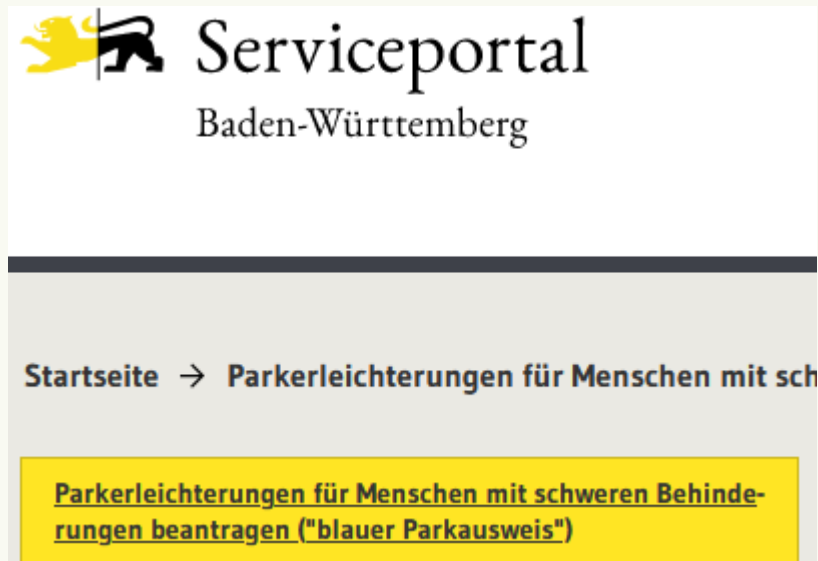 Serviceportal
Baden-Württemberg
Startseite → Parkerleichterungen für Menschen mit sch
Parkerleichterungen für Menschen mit schweren Behinde-
rungen beantragen ("blauer Parkausweis")